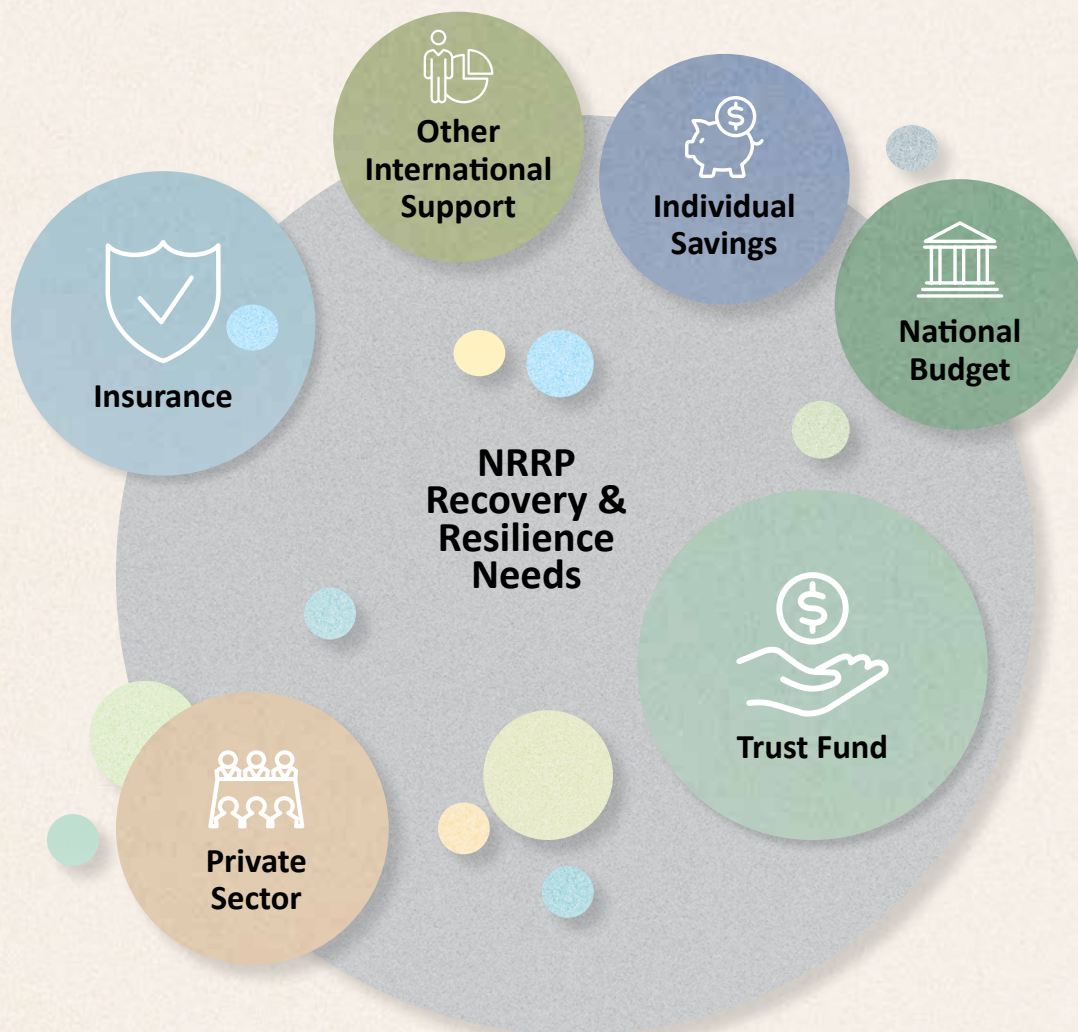 Other
International
Support
Individual
Savings
National
Budget
Insurance
NRRP
Recovery &
Resilience
Needs
Trust Fund
Private
Sector
$
$